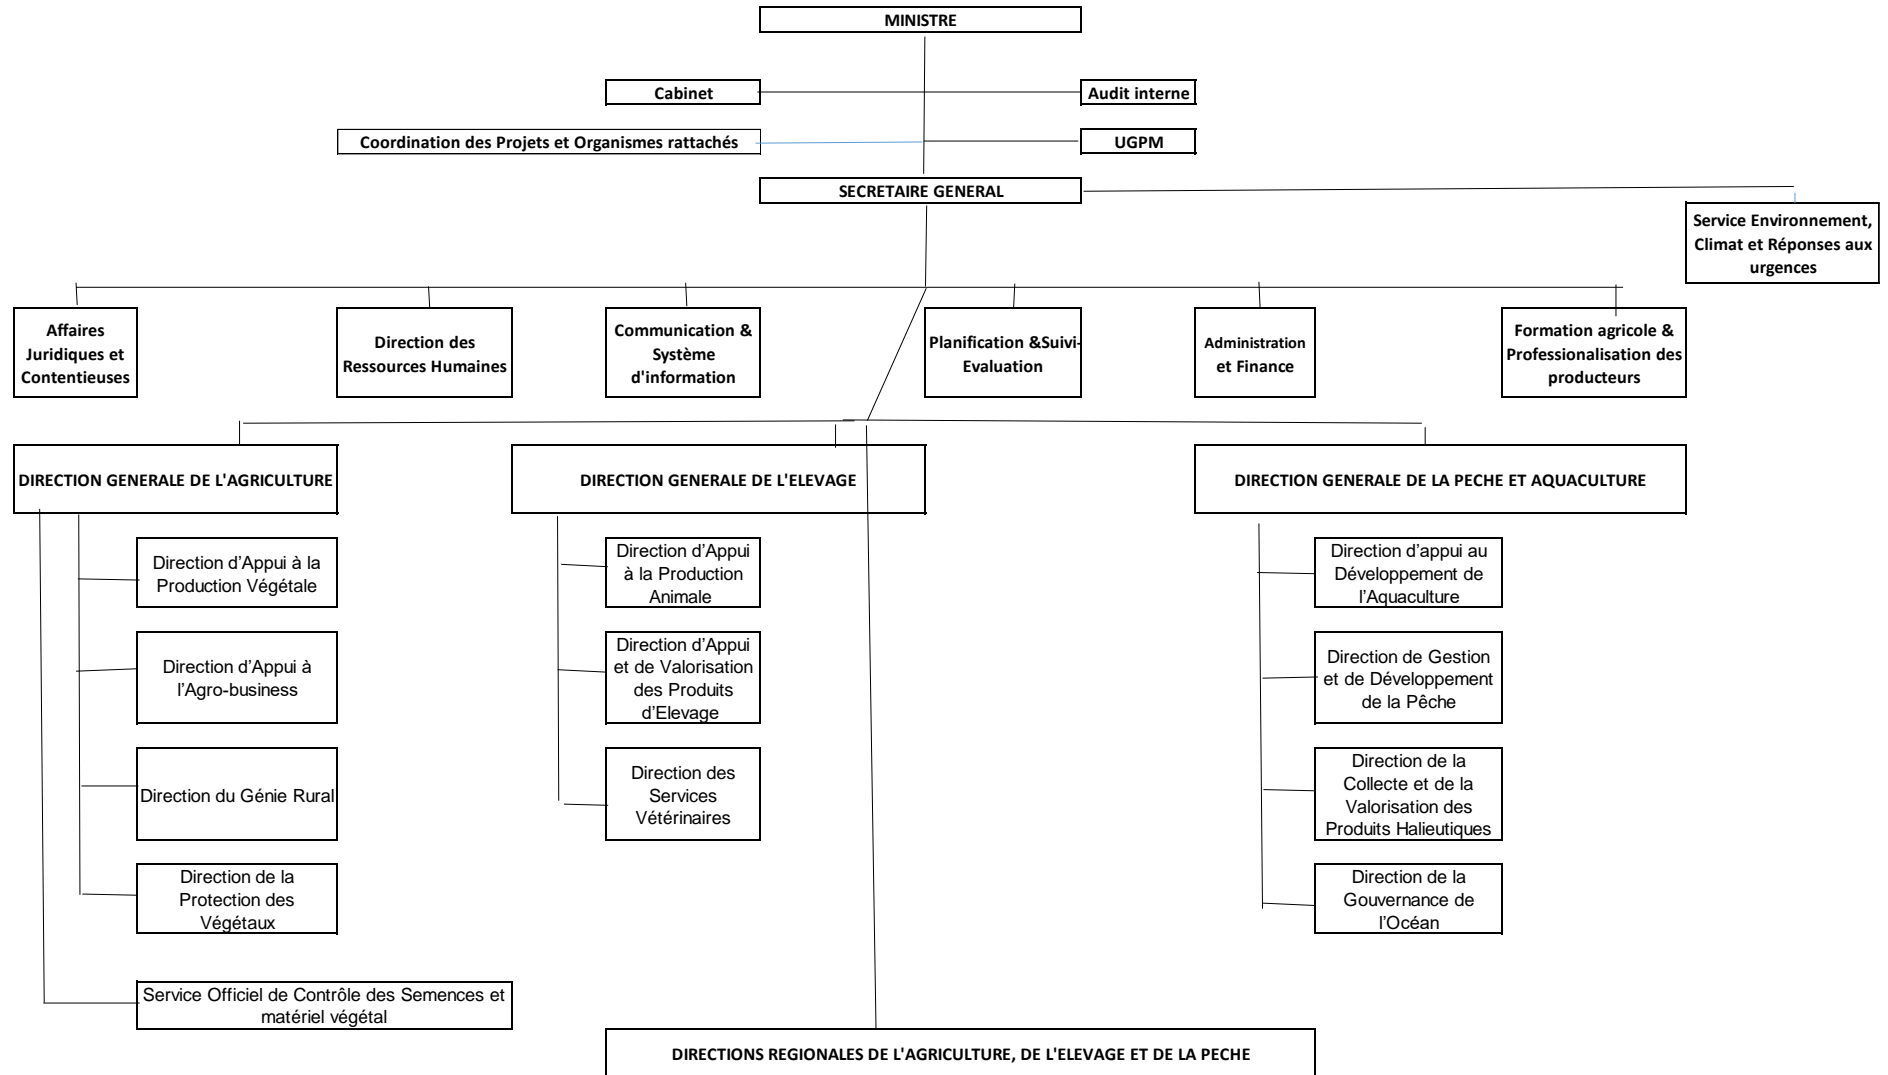 MINISTRE
Cabinet
Audit interne
Coordination des Projets et Organismes rattachés
UGPM
SECRETAIRE GENERAL
Service Environnement,
Climat et Réponses aux
urgences
Affaires
Juridiques et
Contentieuses
Direction des
Ressources Humaines
Communication &
Système
d'information
Planification &Suivi-
Evaluation
Administration
et Finance
Formation agricole &
Professionalisation des
producteurs
DIRECTION GENERALE DE L'AGRICULTURE
DIRECTION GENERALE DE L'ELEVAGE
DIRECTION GENERALE DE LA PECHE ET AQUACULTURE
Direction d’Appui à la
Production Végétale
Direction d’Appui à
l’Agro-business
Direction du Génie Rural
Direction de la
Protection des
Végétaux
Service Officiel de Contrôle des Semences et
matériel végétal
Direction d’Appui
à la Production
Animale
Direction d’Appui
et de Valorisation
des Produits
d’Elevage
Direction des
Services
Vétérinaires
Direction d’appui au
Développement de
l’Aquaculture
Direction de Gestion
et de Développement
de la Pêche
Direction de la
Collecte et de la
Valorisation des
Produits Halieutiques
Direction de la
Gouvernance de
l’Océan
DIRECTIONS REGIONALES DE L'AGRICULTURE, DE L'ELEVAGE ET DE LA PECHE